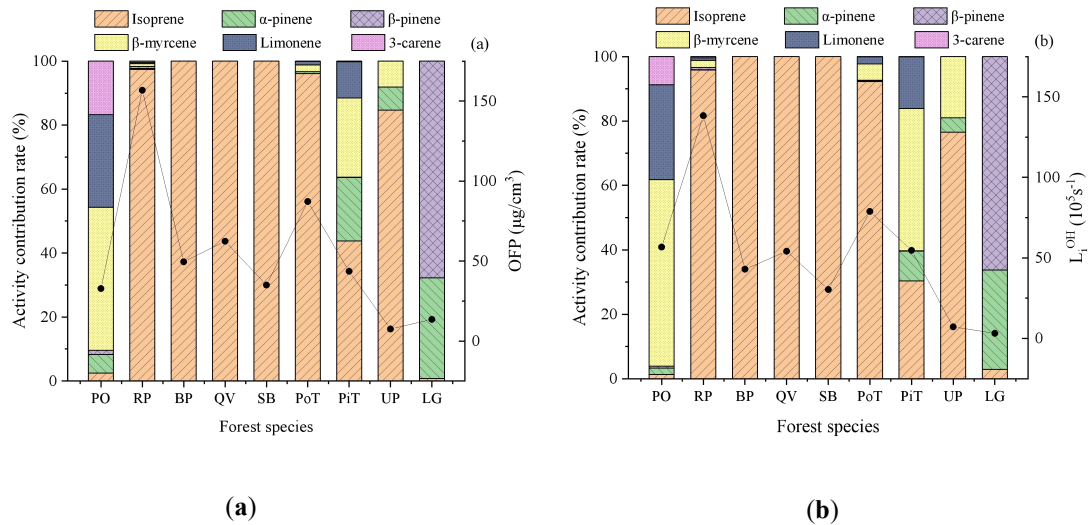 Isoprene α-pinene β-pinene
β-myrcene Limonene 3-carene
(a)
Activity contribution rate (%)
100
80
60
40
20
0
150
100
50
0
OFP (μg/cm³)
PO RP BP QV SB PoT PiT UP LG
Forest species
(a)
Isoprene α-pinene β-pinene
β-myrcene Limonene 3-carene
(b)
Activity contribution rate (%)
100
80
60
40
20
0
150
100
50
0
Lᵢᴼᴴ (10⁵s⁻¹)
PO RP BP QV SB PoT PiT UP LG
Forest species
(b)